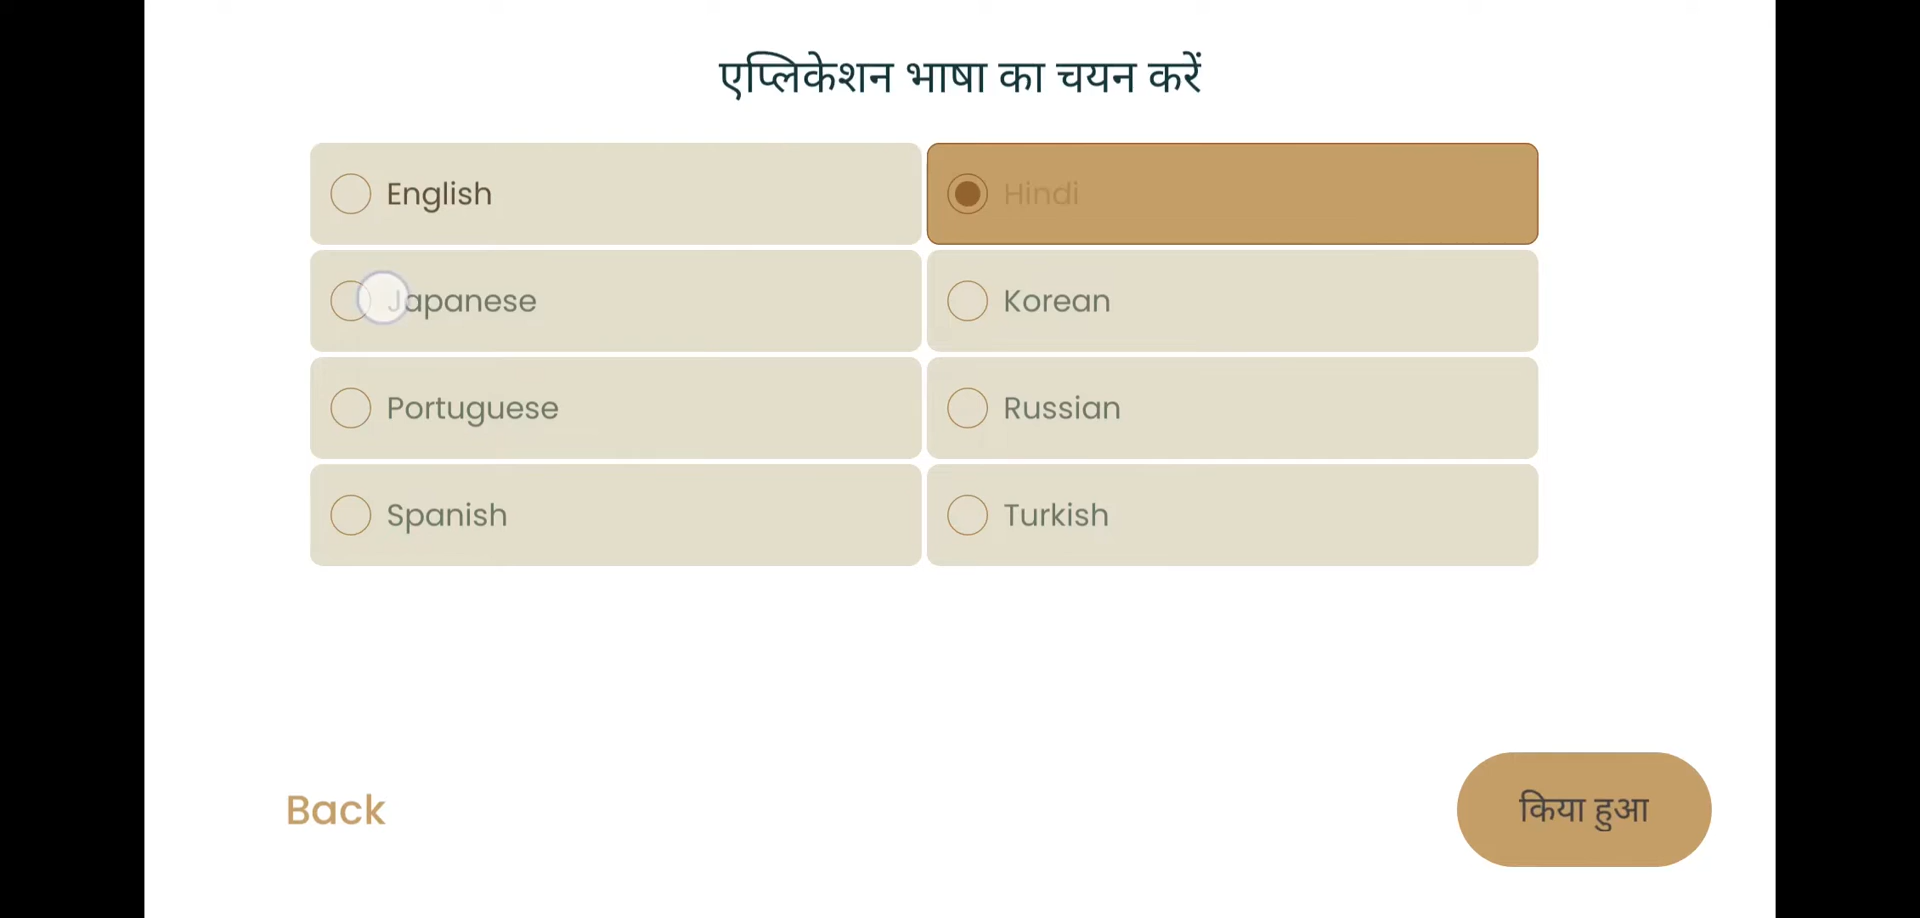 एप्लिकेशन भाषा का चयन करें
English
Hindi
Japanese
Korean
Portuguese
Russian
Spanish
Turkish
Back
किया हुआ